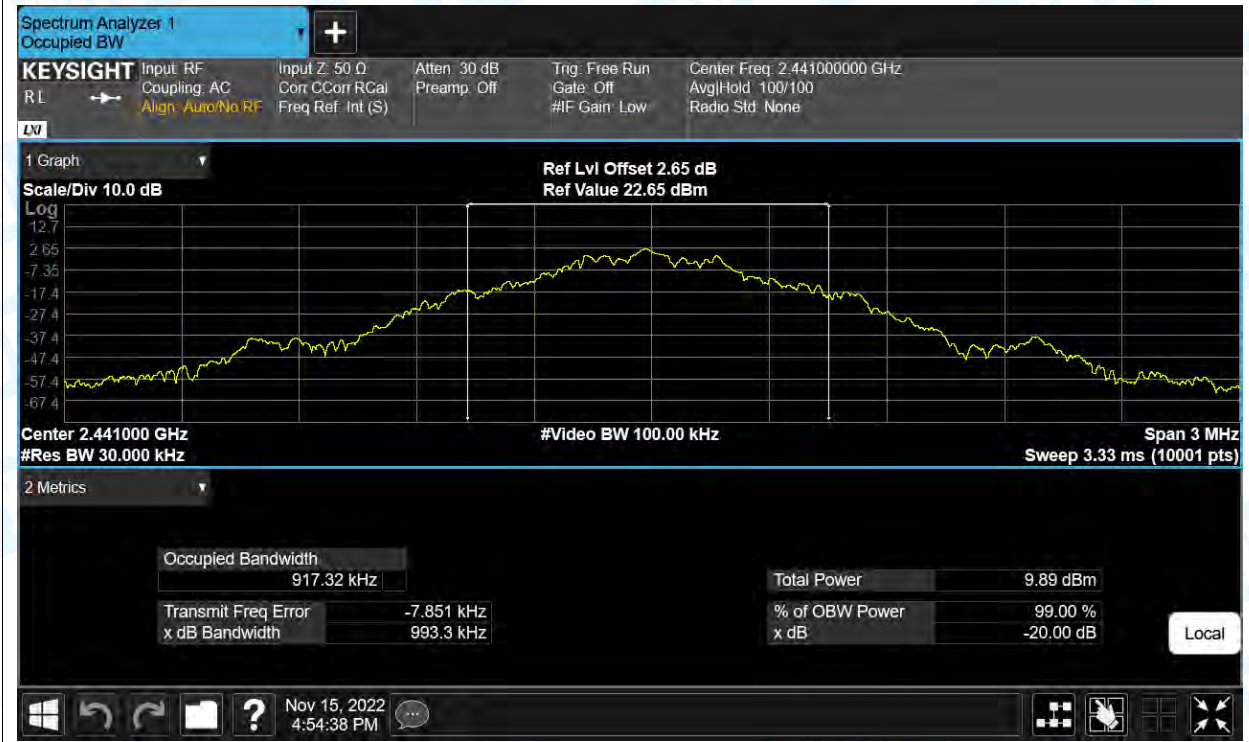 Spectrum Analyzer 1
Occupied BW
+
KEYSIGHT Input: RF Input Z: 50 Ω Atten: 30 dB Trig: Free Run Center Freq: 2.441000000 GHz
R L Coupling: AC Corr CCorr RCal Preamp: Off Gate: Off Avg|Hold: 100/100
Align: Auto/No RF Freq Ref: Int (S) #IF Gain: Low Radio Std: None
LXI
1 Graph
Ref Lvl Offset 2.65 dB
Scale/Div 10.0 dB Ref Value 22.65 dBm
Log
12.7
2.65
-7.35
-17.4
-27.4
-37.4
-47.4
-57.4
-67.4
Center 2.441000 GHz #Video BW 100.00 kHz Span 3 MHz
#Res BW 30.000 kHz Sweep 3.33 ms (10001 pts)
2 Metrics
Occupied Bandwidth
917.32 kHz Total Power 9.89 dBm
Transmit Freq Error -7.851 kHz % of OBW Power 99.00 %
x dB Bandwidth 993.3 kHz x dB -20.00 dB
Local
? Nov 15, 2022
4:54:38 PM